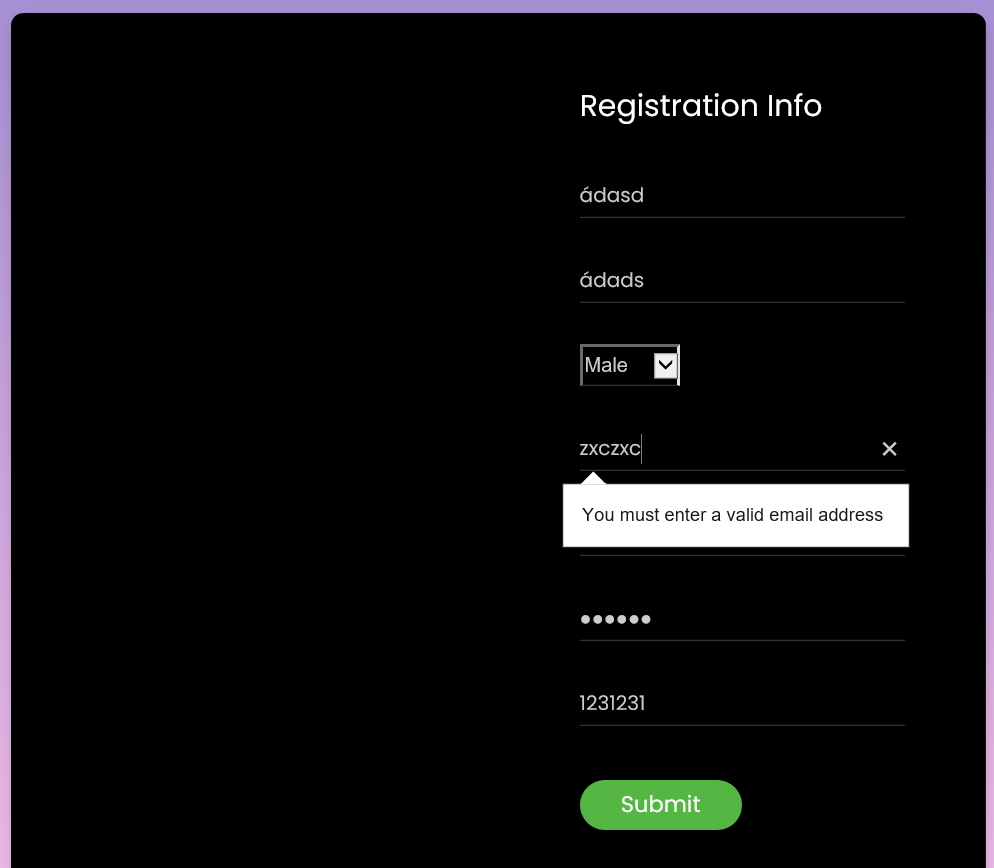 Registration Info
ádasd
ádads
Male
zxczxc
You must enter a valid email address
••••••
1231231
Submit